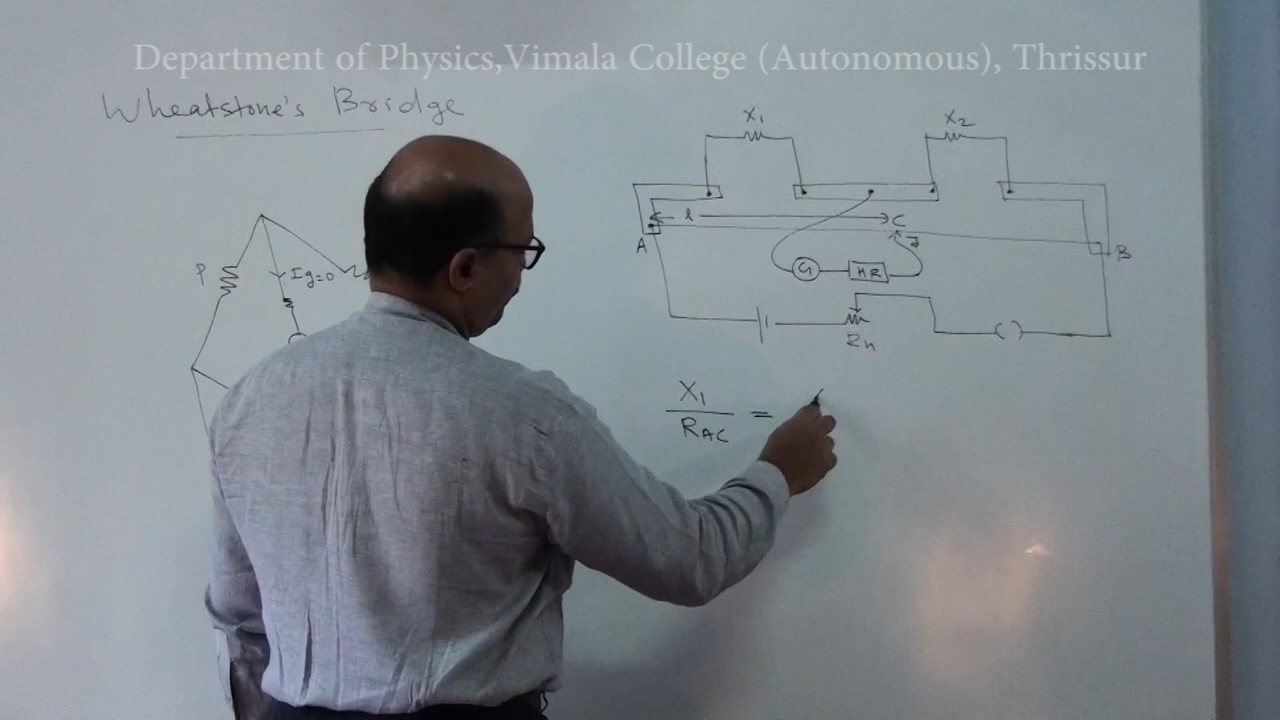 Department of Physics,Vimala College (Autonomous), Thrissur
Wheatstone's Bridge
P
Ig=0
X1
X2
l
C
A
J
B
G
HR
Rh
( )
X1
RAC
=